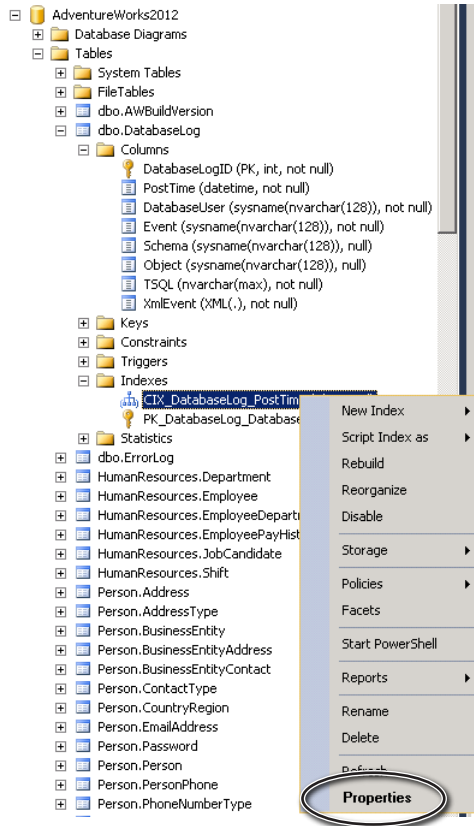 AdventureWorks2012
Database Diagrams
Tables
System Tables
FileTables
dbo.AWBuildVersion
dbo.DatabaseLog
Columns
DatabaseLogID (PK, int, not null)
PostTime (datetime, not null)
DatabaseUser (sysname(nvarchar(128)), not null)
Event (sysname(nvarchar(128)), not null)
Schema (sysname(nvarchar(128)), null)
Object (sysname(nvarchar(128)), null)
TSQL (nvarchar(max), not null)
XmlEvent (XML(.), not null)
Keys
Constraints
Triggers
Indexes
CIX_DatabaseLog_PostTim
PK_DatabaseLog_Database
Statistics
dbo.ErrorLog
HumanResources.Department
HumanResources.Employee
HumanResources.EmployeeDepart
HumanResources.EmployeePayHist
HumanResources.JobCandidate
HumanResources.Shift
Person.Address
Person.AddressType
Person.BusinessEntity
Person.BusinessEntityAddress
Person.BusinessEntityContact
Person.ContactType
Person.CountryRegion
Person.EmailAddress
Person.Password
Person.Person
Person.PersonPhone
Person.PhoneNumberType
New Index
Script Index as
Rebuild
Reorganize
Disable
Storage
Policies
Facets
Start PowerShell
Reports
Rename
Delete
Refresh
Properties